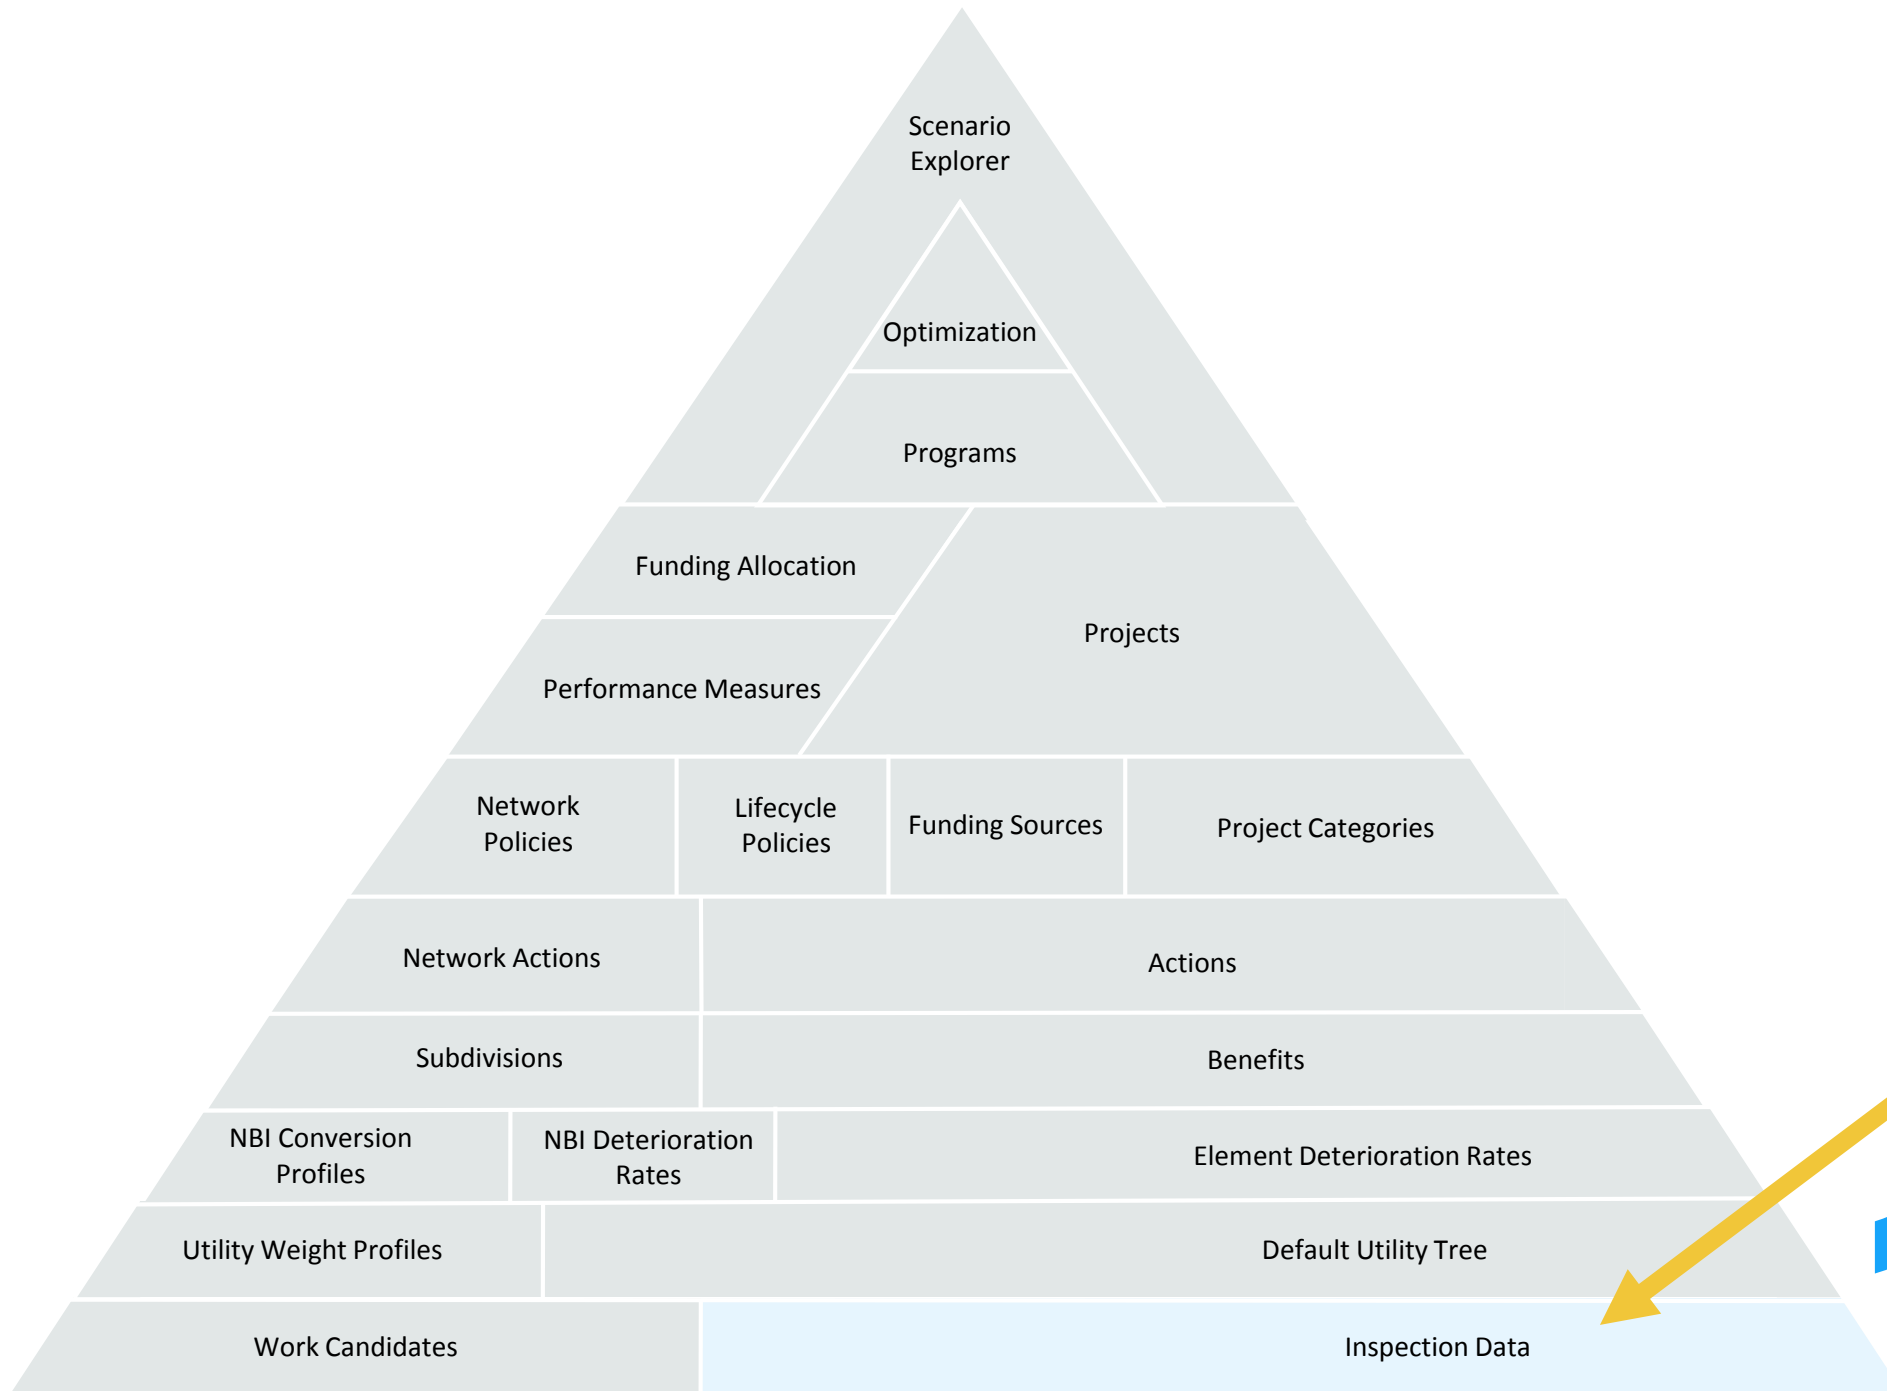 Scenario
Explorer
Optimization
Programs
Funding Allocation
Projects
Performance Measures
Network
Policies
Lifecycle
Policies
Funding Sources
Project Categories
Network Actions
Actions
Subdivisions
Benefits
NBI Conversion
Profiles
NBI Deterioration
Rates
Element Deterioration Rates
Utility Weight Profiles
Default Utility Tree
Work Candidates
Inspection Data